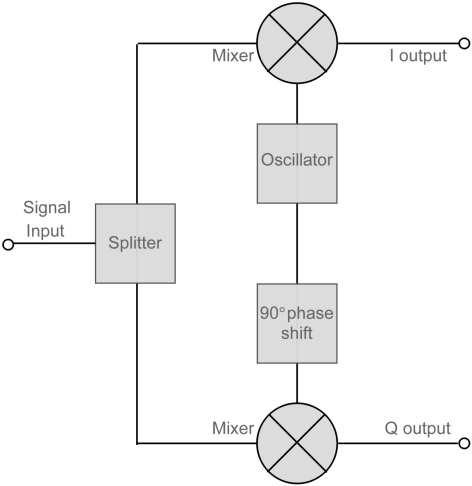 Mixer
I output
Oscillator
Signal
Input
Splitter
90°phase
shift
Mixer
Q output